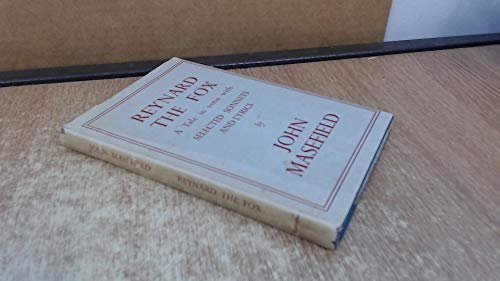 REYNARD
THE FOX
A Tale in verse with
SELECTED SONNETS
AND LYRICS
by
JOHN
MASEFIELD
JOHN MASEFIELD REYNARD THE FOX